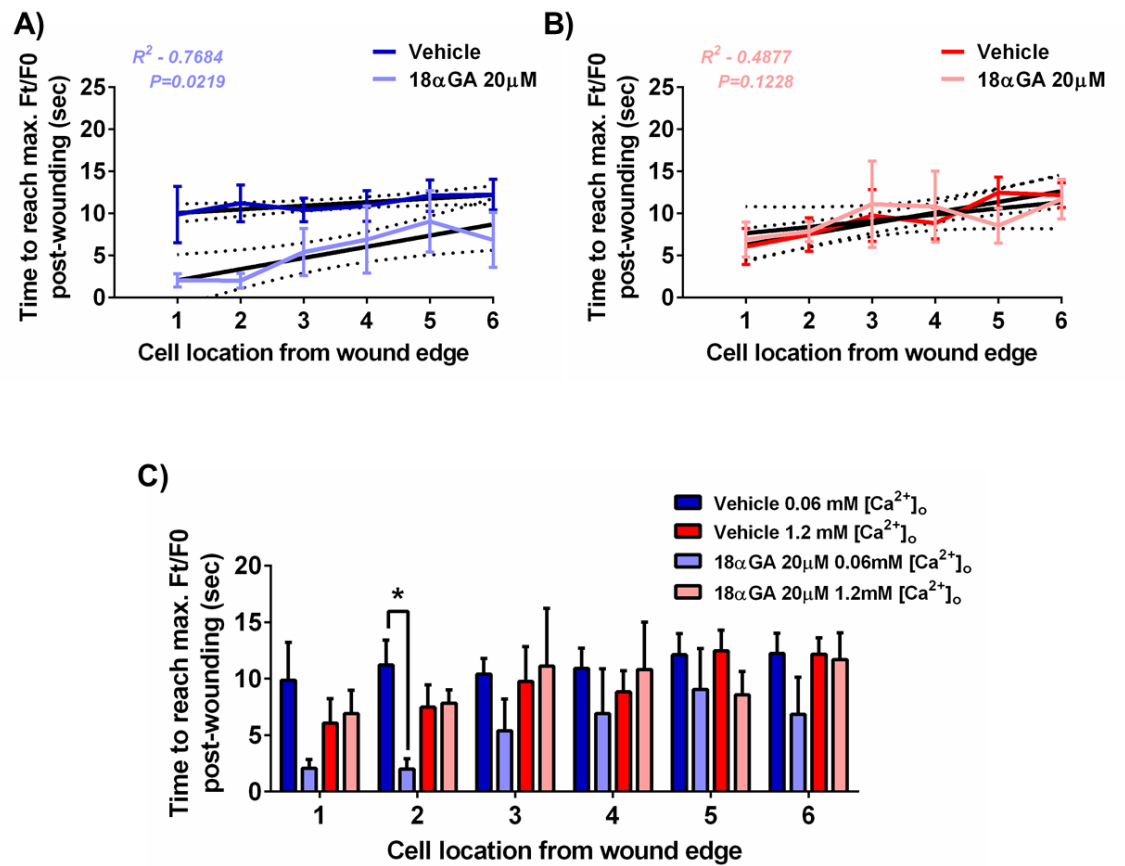 A)
R² - 0.7684
P=0.0219
Vehicle
18αGA 20μM
Time to reach max. Ft/F0
post-wounding (sec)
25
20
15
10
5
0
1 2 3 4 5 6
Cell location from wound edge
B)
R² - 0.4877
P=0.1228
Vehicle
18αGA 20μM
Time to reach max. Ft/F0
post-wounding (sec)
25
20
15
10
5
0
1 2 3 4 5 6
Cell location from wound edge
C)
Vehicle 0.06 mM [Ca²⁺]ₒ
Vehicle 1.2 mM [Ca²⁺]ₒ
18αGA 20μM 0.06mM [Ca²⁺]ₒ
18αGA 20μM 1.2mM [Ca²⁺]ₒ
Time to reach max. Ft/F0
post-wounding (sec)
20
15
10
5
0
*
1 2 3 4 5 6
Cell location from wound edge